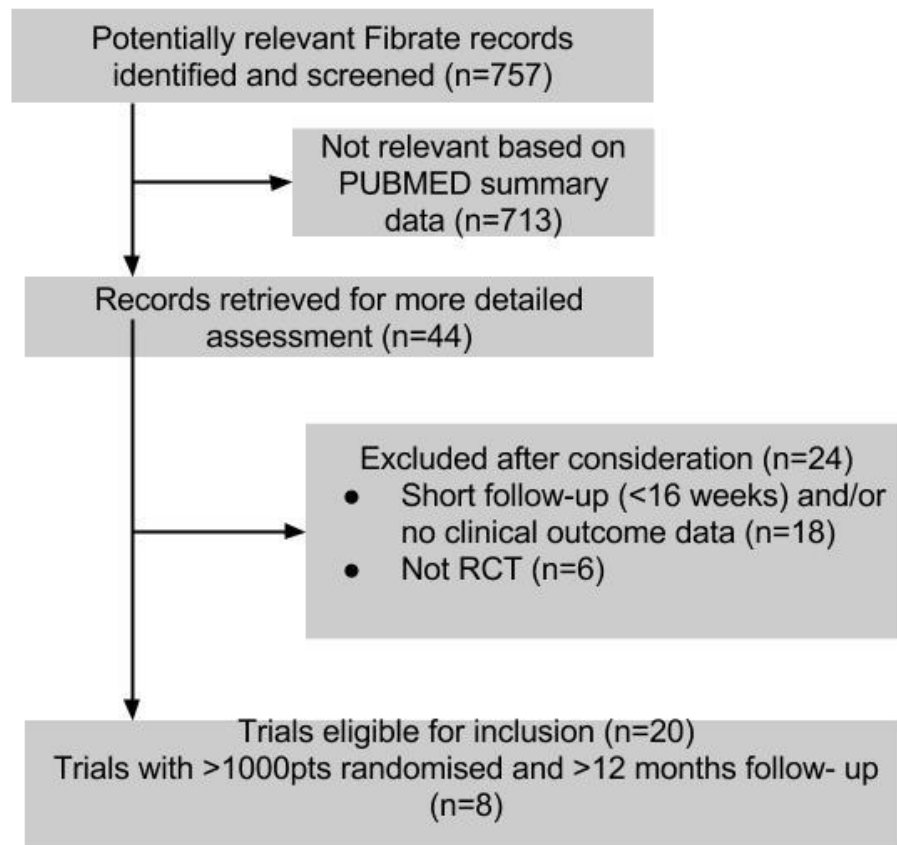 Potentially relevant Fibrate records
identified and screened (n=757)
Not relevant based on
PUBMED summary
data (n=713)
Records retrieved for more detailed
assessment (n=44)
Excluded after consideration (n=24)
● Short follow-up (<16 weeks) and/or
no clinical outcome data (n=18)
● Not RCT (n=6)
Trials eligible for inclusion (n=20)
Trials with >1000pts randomised and >12 months follow- up
(n=8)